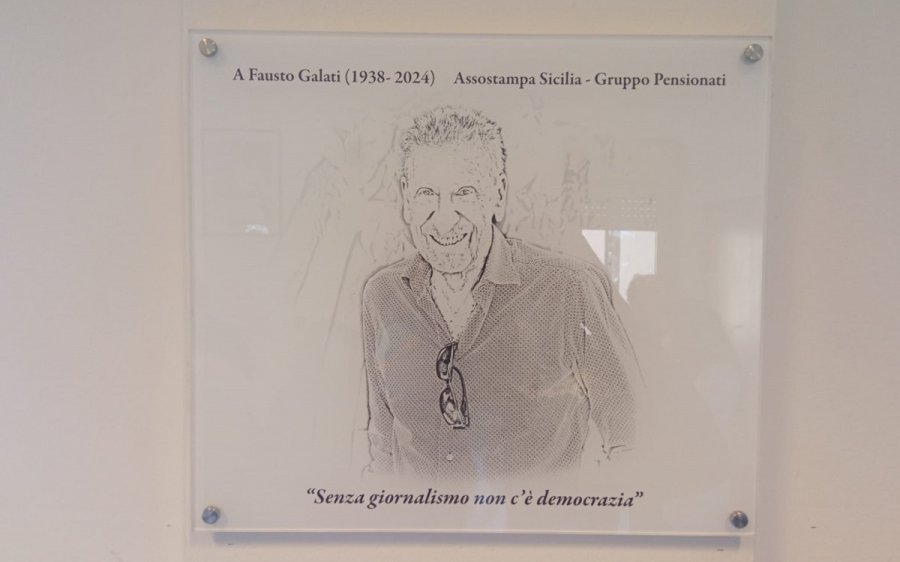 A Fausto Galati (1938- 2024) Assostampa Sicilia - Gruppo Pensionati
“Senza giornalismo non c’è democrazia”